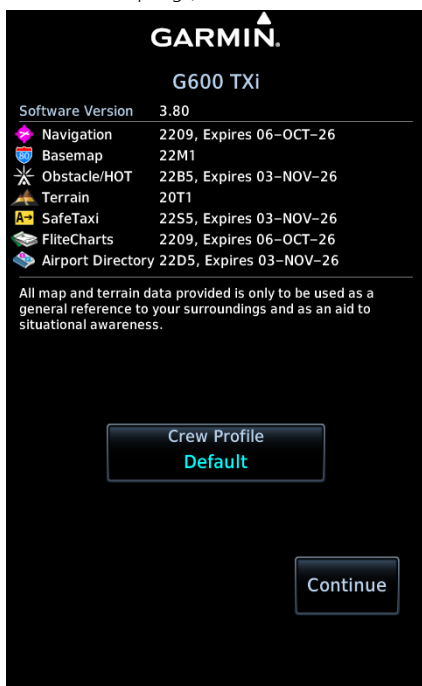 GARMIN.
G600 TXi
Software Version 3.80
Navigation 2209, Expires 06–OCT–26
80 Basemap 22M1
Obstacle/HOT 22B5, Expires 03–NOV–26
Terrain 20T1
A→ SafeTaxi 22S5, Expires 03–NOV–26
FliteCharts 2209, Expires 06–OCT–26
Airport Directory 22D5, Expires 03–NOV–26
All map and terrain data provided is only to be used as a
general reference to your surroundings and as an aid to
situational awareness.
Crew Profile
Default
Continue